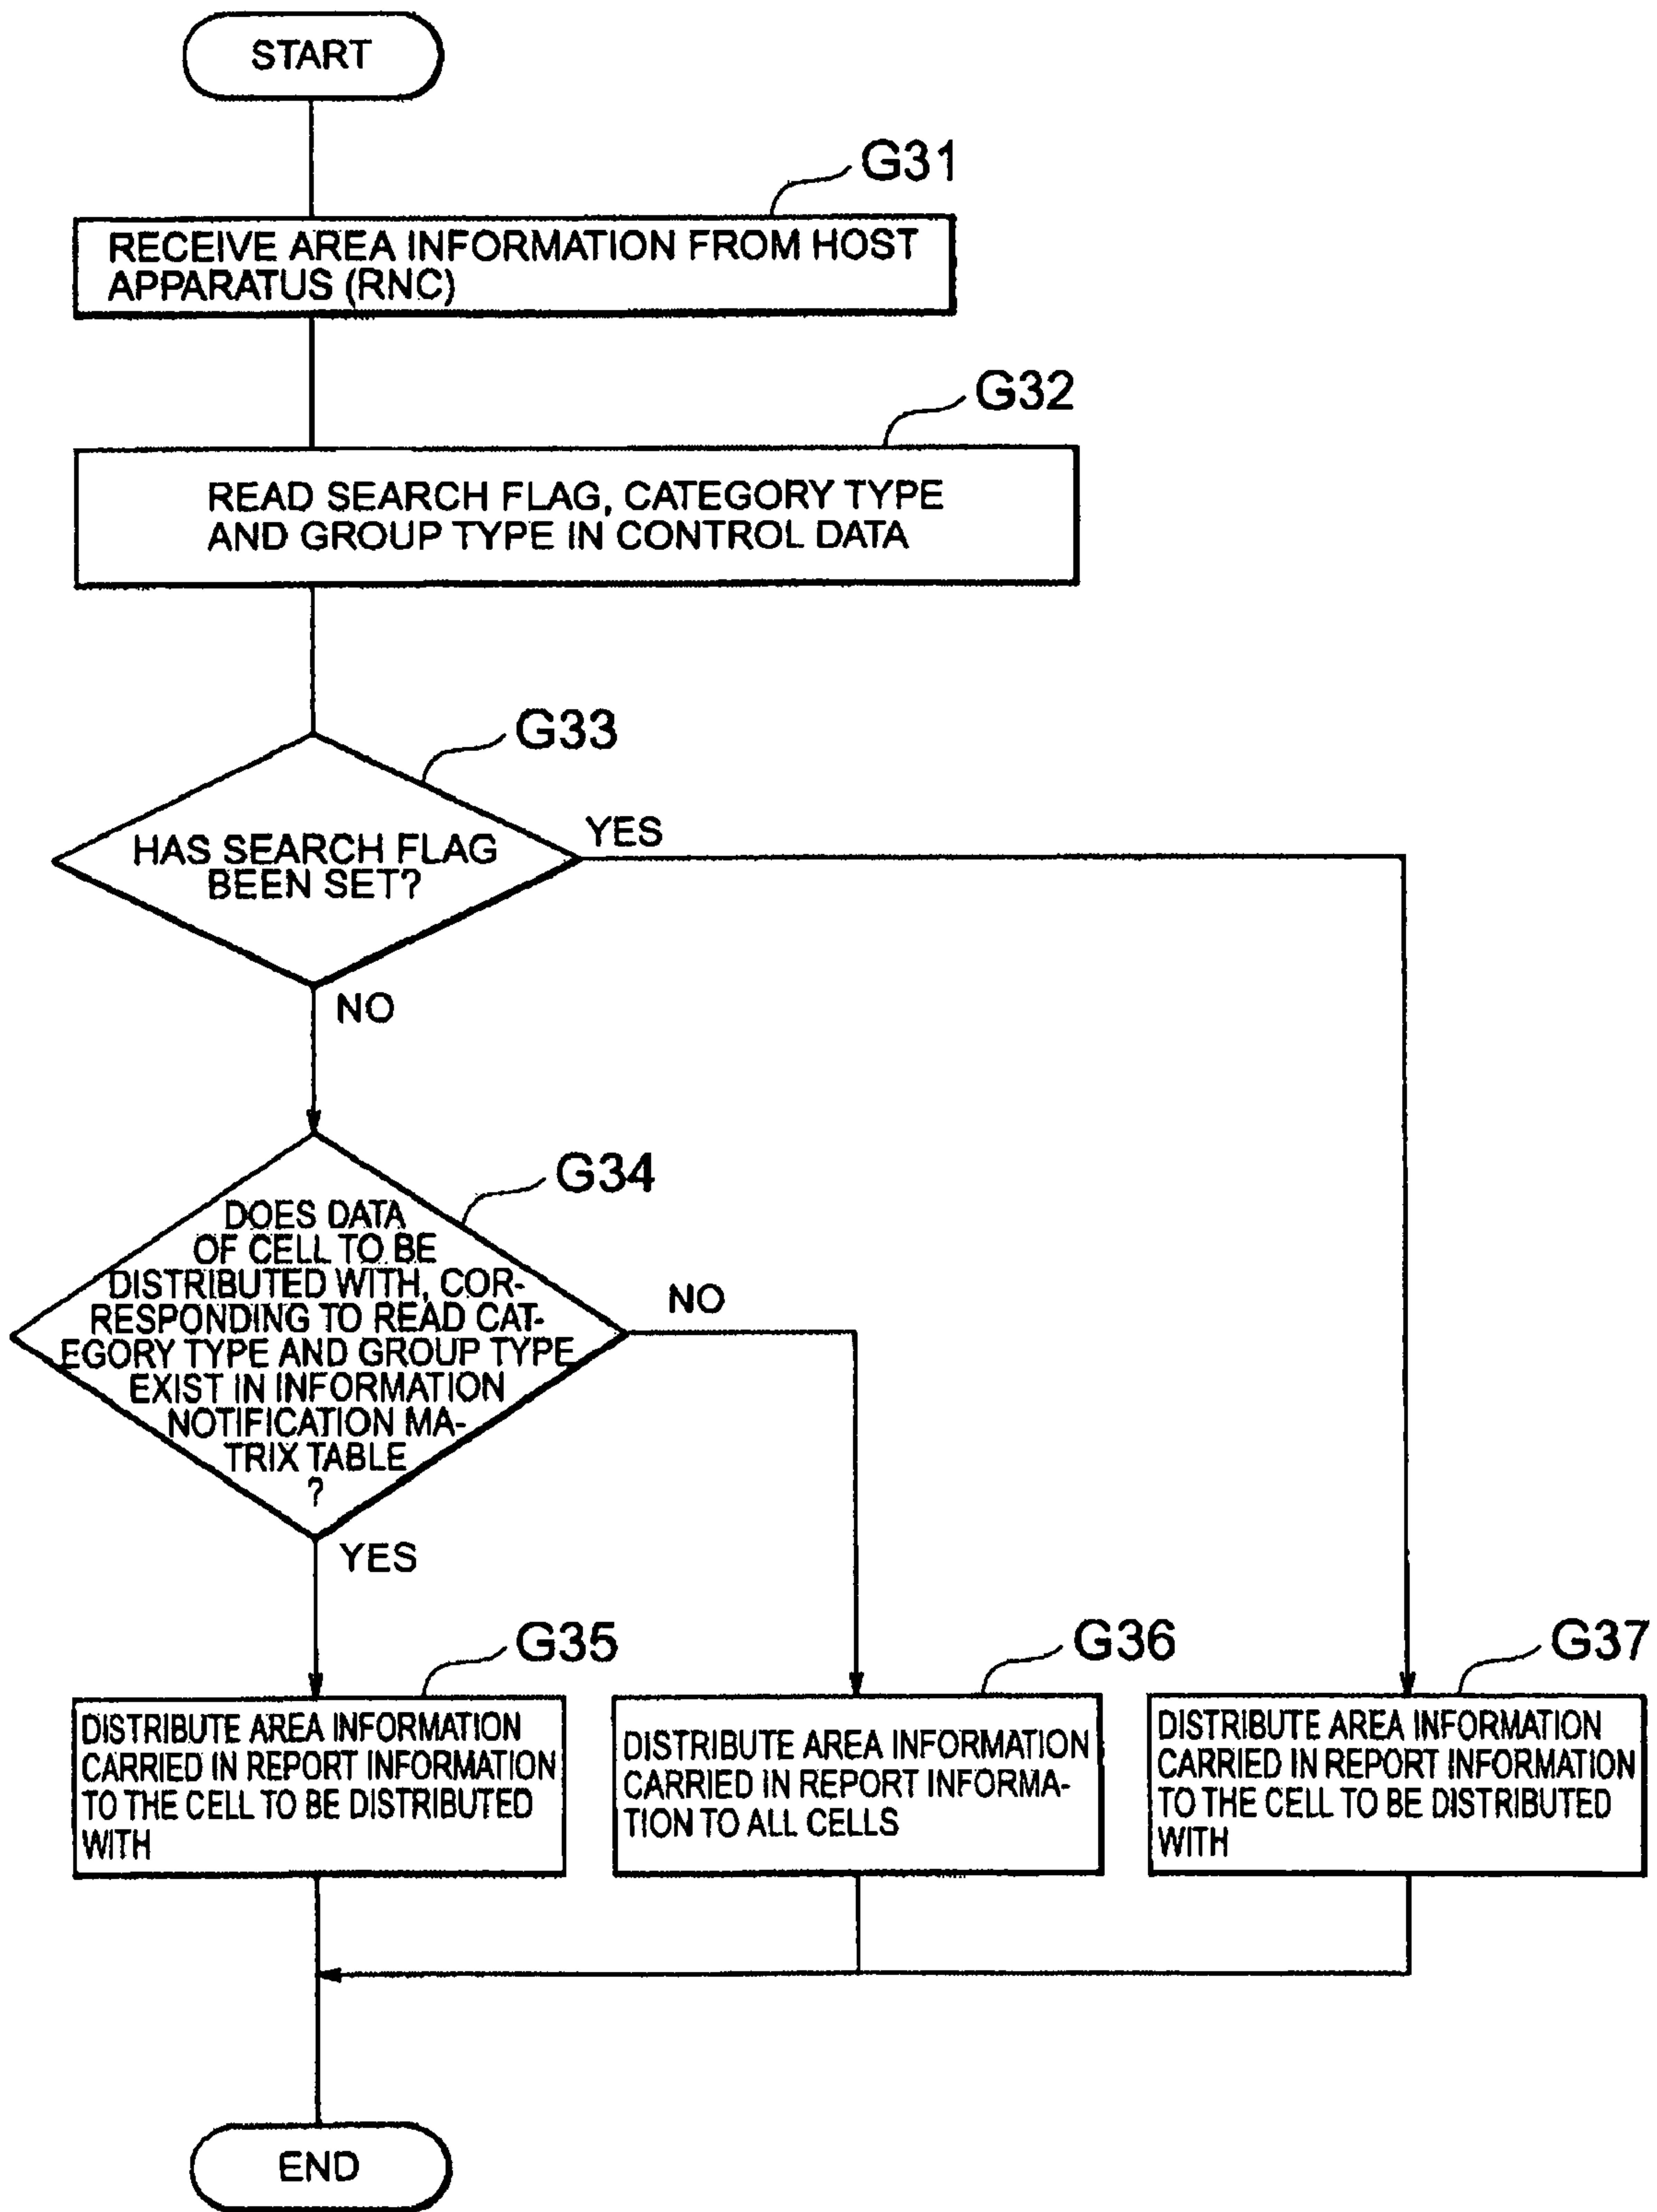 START
G31
RECEIVE AREA INFORMATION FROM HOST
APPARATUS (RNC)
G32
READ SEARCH FLAG, CATEGORY TYPE
AND GROUP TYPE IN CONTROL DATA
G33
HAS SEARCH FLAG
BEEN SET?
YES
NO
G34
DOES DATA
OF CELL TO BE
DISTRIBUTED WITH, COR-
RESPONDING TO READ CAT-
EGORY TYPE AND GROUP TYPE
EXIST IN INFORMATION
NOTIFICATION MA-
TRIX TABLE
?
NO
YES
G35
DISTRIBUTE AREA INFORMATION
CARRIED IN REPORT INFORMATION
TO THE CELL TO BE DISTRIBUTED
WITH
G36
DISTRIBUTE AREA INFORMATION
CARRIED IN REPORT INFORMA-
TION TO ALL CELLS
G37
DISTRIBUTE AREA INFORMATION
CARRIED IN REPORT INFORMATION
TO THE CELL TO BE DISTRIBUTED
WITH
END